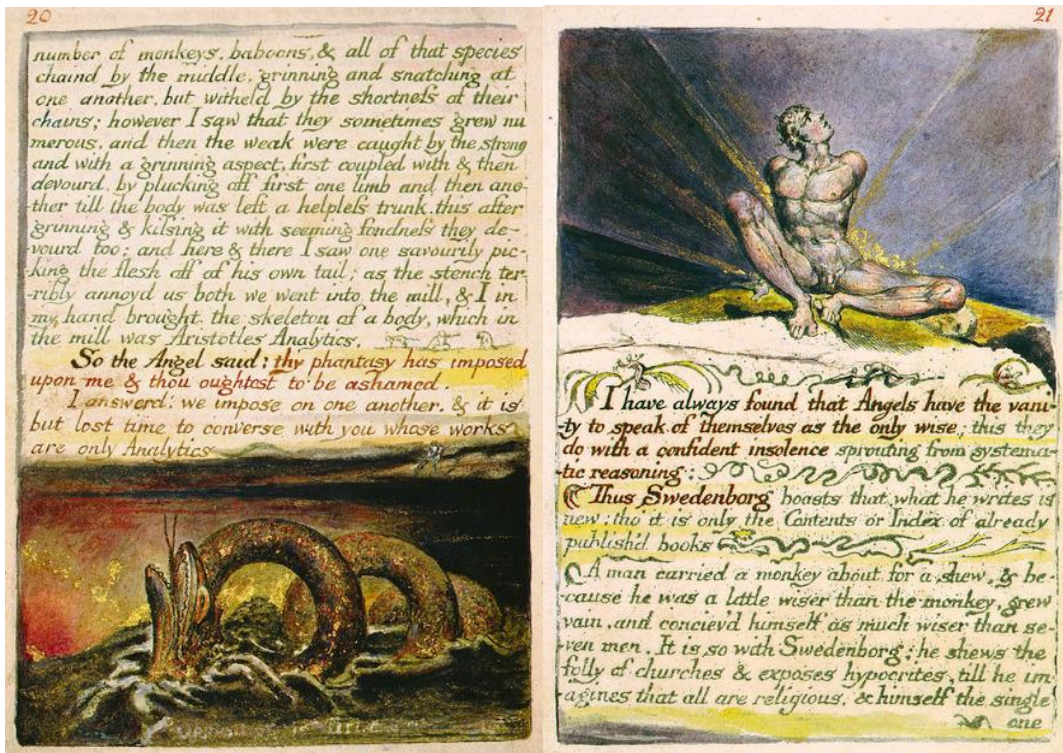 20
number of monkeys, baboons, & all of that species
chaind by the middle, grinning and snatching at
one another, but witheld by the shortness of their
chains; however I saw that they sometimes grew nu
merous, and then the weak were caught by the strong
and with a grinning aspect, first coupled with & then
devourd, by plucking off first one limb and then ano-
ther till the body was left a helpless trunk. this after
grinning & kissing it with seeming fondness they de-
vourd too; and here & there I saw one savourily pic-
king the flesh off of his own tail; as the stench ter-
ribly annoyd us both we went into the mill, & I in
my hand brought the skeleton of a body, which in
the mill was Aristotles Analytics.
So the Angel said: thy phantasy has imposed
upon me & thou oughtest to be ashamed.
I answerd: we impose on one another, & it is
but lost time to converse with you whose works
are only Analytics
21
I have always found that Angels have the vani-
-ty to speak of themselves as the only wise; this they
do with a confident insolence sprouting from systema-
tic reasoning:
Thus Swedenborg boasts that what he writes is
new; tho it is only the Contents or Index of already
publish'd books
A man carried a monkey about for a shew, & be-
cause he was a little wiser than the monkey, grew
vain, and conciev'd himself as much wiser than se-
-ven men. It is so with Swedenborg; he shews the
folly of churches & exposes hypocrites, till he im-
agines that all are religious, & himself the single
one